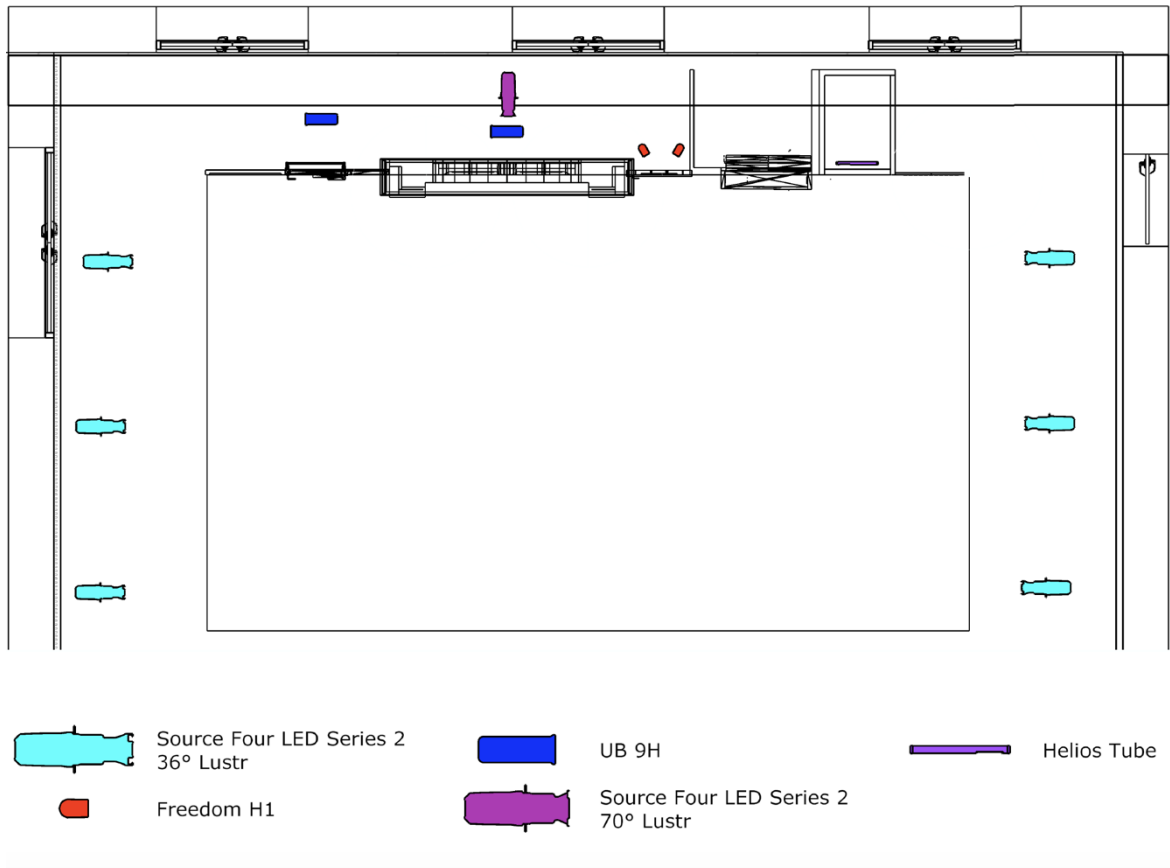 Source Four LED Series 2
36° Lustr
Freedom H1
UB 9H
Source Four LED Series 2
70° Lustr
Helios Tube